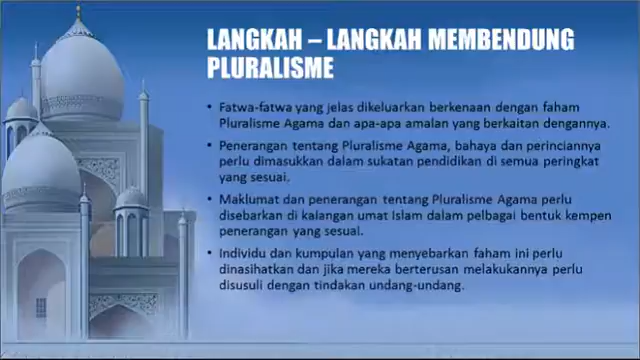 LANGKAH – LANGKAH MEMBENDUNG
PLURALISME
• Fatwa-fatwa yang jelas dikeluarkan berkenaan dengan faham
Pluralisme Agama dan apa-apa amalan yang berkaitan dengannya.
• Penerangan tentang Pluralisme Agama, bahaya dan perinciannya
perlu dimasukkan dalam sukatan pendidikan di semua peringkat
yang sesuai.
• Maklumat dan penerangan tentang Pluralisme Agama perlu
disebarkan di kalangan umat Islam dalam pelbagai bentuk kempen
penerangan yang sesuai.
• Individu dan kumpulan yang menyebarkan faham ini perlu
dinasihatkan dan jika mereka berterusan melakukannya perlu
disusuli dengan tindakan undang-undang.